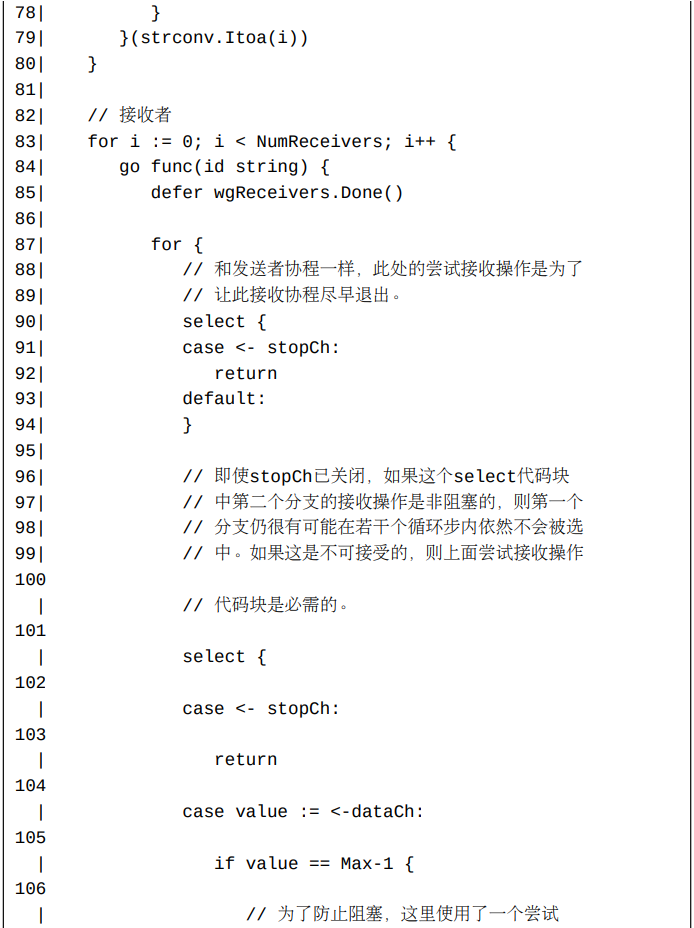 78|          }
79|       }(strconv.Itoa(i))
80|    }
81|
82|    // 接收者
83|    for i := 0; i < NumReceivers; i++ {
84|       go func(id string) {
85|          defer wgReceivers.Done()
86|
87|          for {
88|             // 和发送者协程一样，此处的尝试接收操作是为了
89|             // 让此接收协程尽早退出。
90|             select {
91|             case <- stopCh:
92|                return
93|             default:
94|             }
95|
96|             // 即使stopCh已关闭，如果这个select代码块
97|             // 中第二个分支的接收操作是非阻塞的，则第一个
98|             // 分支仍很有可能在若干个循环步内依然不会被选
99|             // 中。如果这是不可接受的，则上面尝试接收操作
100
  |             // 代码块是必需的。
101
  |             select {
102
  |             case <- stopCh:
103
  |                return
104
  |             case value := <-dataCh:
105
  |                if value == Max-1 {
106
  |                   // 为了防止阻塞，这里使用了一个尝试